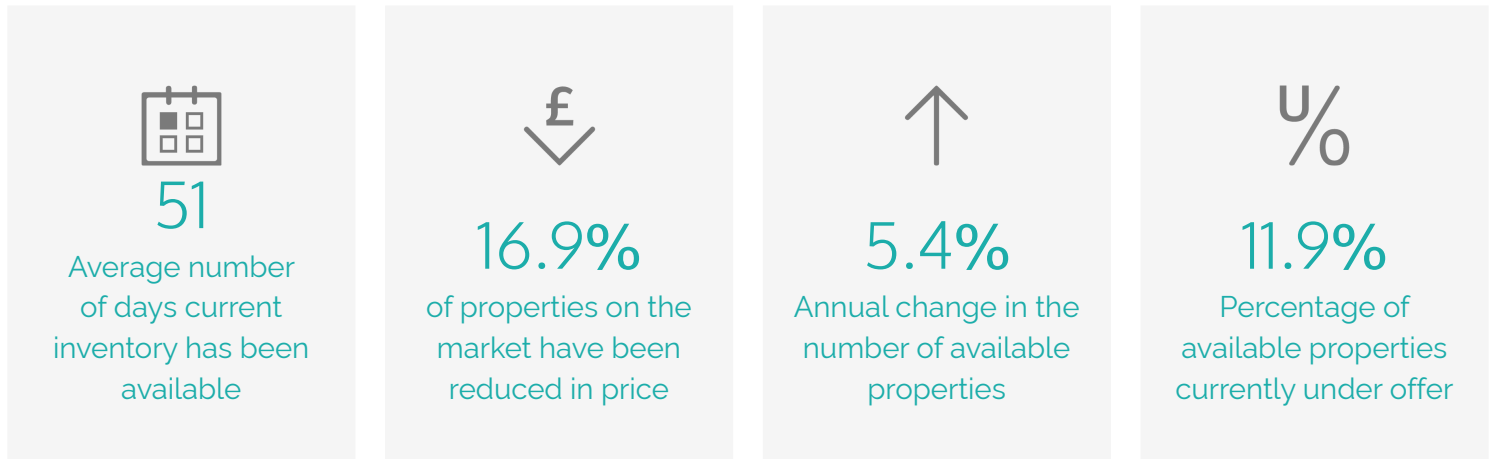 51
Average number
of days current
inventory has been
available
£
16.9%
of properties on the
market have been
reduced in price
5.4%
Annual change in the
number of available
properties
U%
11.9%
Percentage of
available properties
currently under offer